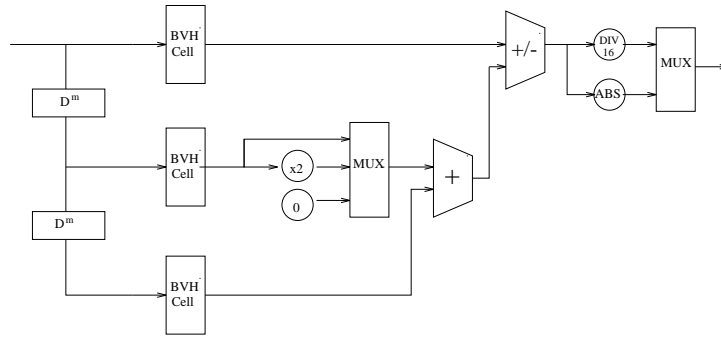 BVH
Cell
+/-
DIV
16
MUX
ABS
D^m
BVH
Cell
x2
MUX
+
0
D^m
BVH
Cell